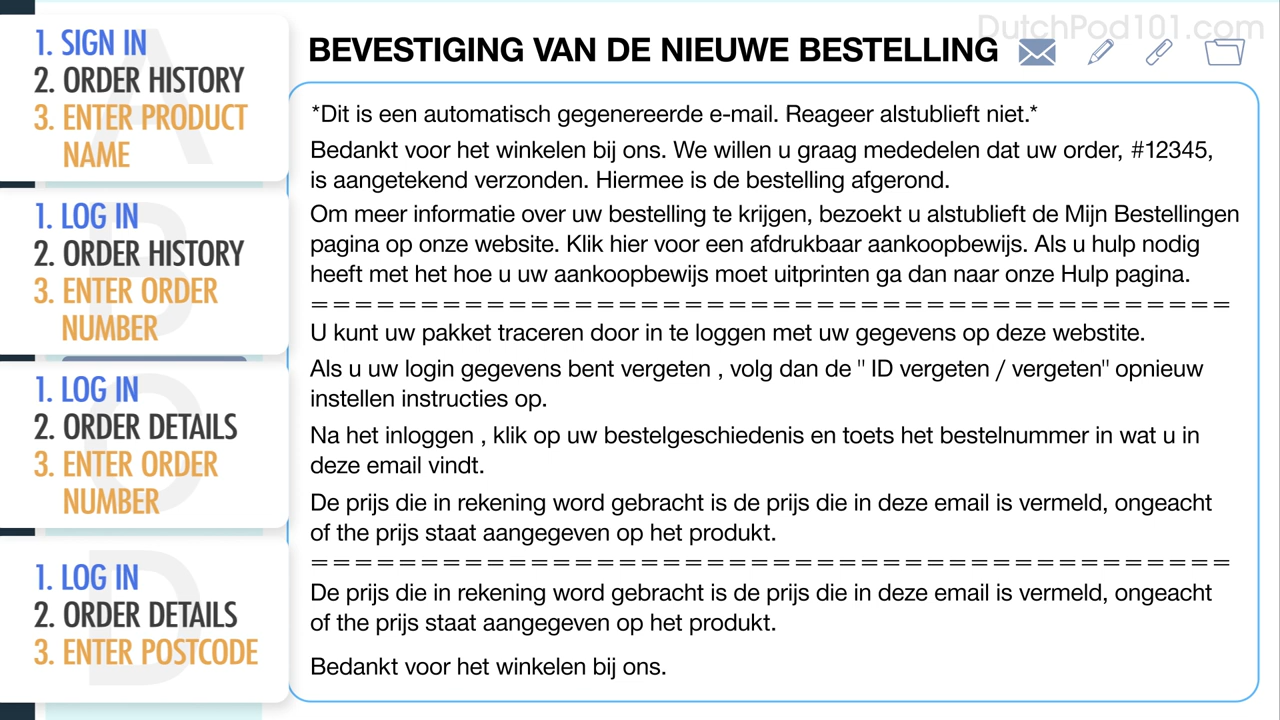 DutchPod101.com
A
1. SIGN IN
2. ORDER HISTORY
3. ENTER PRODUCT
NAME
B
1. LOG IN
2. ORDER HISTORY
3. ENTER ORDER
NUMBER
C
1. LOG IN
2. ORDER DETAILS
3. ENTER ORDER
NUMBER
D
1. LOG IN
2. ORDER DETAILS
3. ENTER POSTCODE
BEVESTIGING VAN DE NIEUWE BESTELLING
*Dit is een automatisch gegenereerde e-mail. Reageer alstublieft niet.*
Bedankt voor het winkelen bij ons. We willen u graag mededelen dat uw order, #12345,
is aangetekend verzonden. Hiermee is de bestelling afgerond.
Om meer informatie over uw bestelling te krijgen, bezoekt u alstublieft de Mijn Bestellingen
pagina op onze website. Klik hier voor een afdrukbaar aankoopbewijs. Als u hulp nodig
heeft met het hoe u uw aankoopbewijs moet uitprinten ga dan naar onze Hulp pagina.
==========================================
U kunt uw pakket traceren door in te loggen met uw gegevens op deze webstite.
Als u uw login gegevens bent vergeten , volg dan de " ID vergeten / vergeten" opnieuw
instellen instructies op.
Na het inloggen , klik op uw bestelgeschiedenis en toets het bestelnummer in wat u in
deze email vindt.
De prijs die in rekening word gebracht is de prijs die in deze email is vermeld, ongeacht
of the prijs staat aangegeven op het produkt.
==========================================
De prijs die in rekening word gebracht is de prijs die in deze email is vermeld, ongeacht
of the prijs staat aangegeven op het produkt.
Bedankt voor het winkelen bij ons.